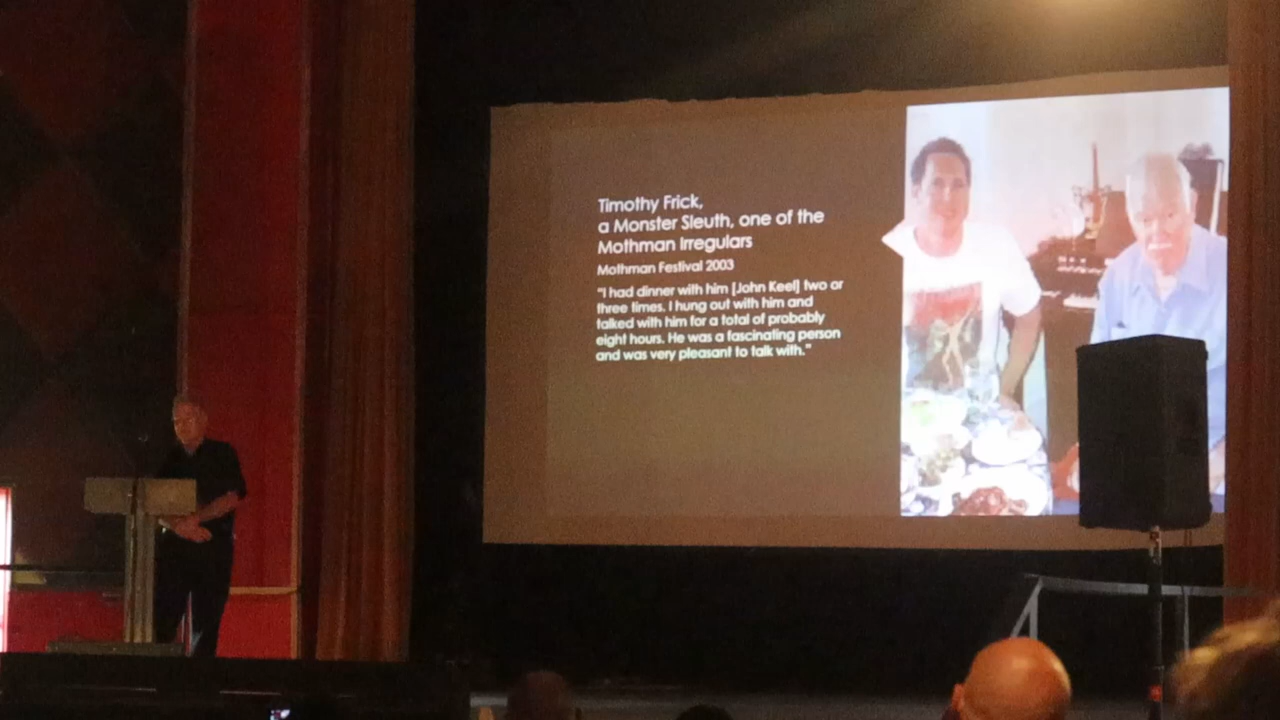 Timothy Frick,
a Monster Sleuth, one of the
Mothman Irregulars
Mothman Festival 2003
"I had dinner with him [John Keel] two or
three times. I hung out with him and
talked with him for a total of probably
eight hours. He was a fascinating person
and was very pleasant to talk with."